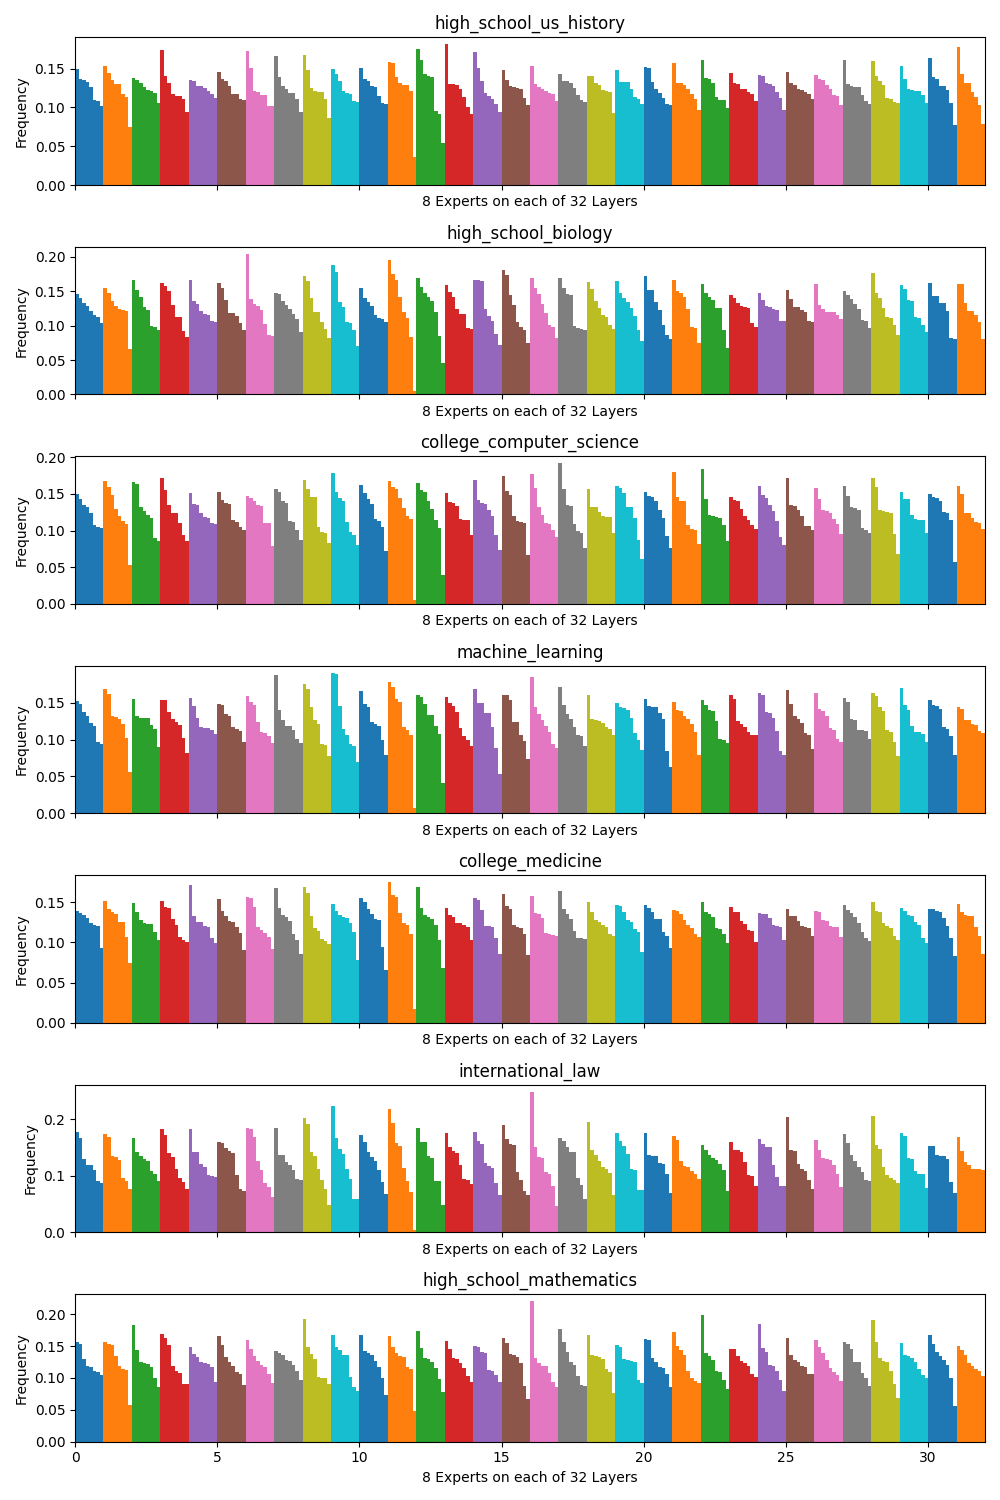 high_school_us_history
Frequency
0.15
0.10
0.05
0.00
8 Experts on each of 32 Layers
high_school_biology
Frequency
0.20
0.15
0.10
0.05
0.00
8 Experts on each of 32 Layers
college_computer_science
Frequency
0.20
0.15
0.10
0.05
0.00
8 Experts on each of 32 Layers
machine_learning
Frequency
0.15
0.10
0.05
0.00
8 Experts on each of 32 Layers
college_medicine
Frequency
0.15
0.10
0.05
0.00
8 Experts on each of 32 Layers
international_law
Frequency
0.2
0.1
0.0
8 Experts on each of 32 Layers
high_school_mathematics
Frequency
0.20
0.15
0.10
0.05
0.00
0 5 10 15 20 25 30
8 Experts on each of 32 Layers